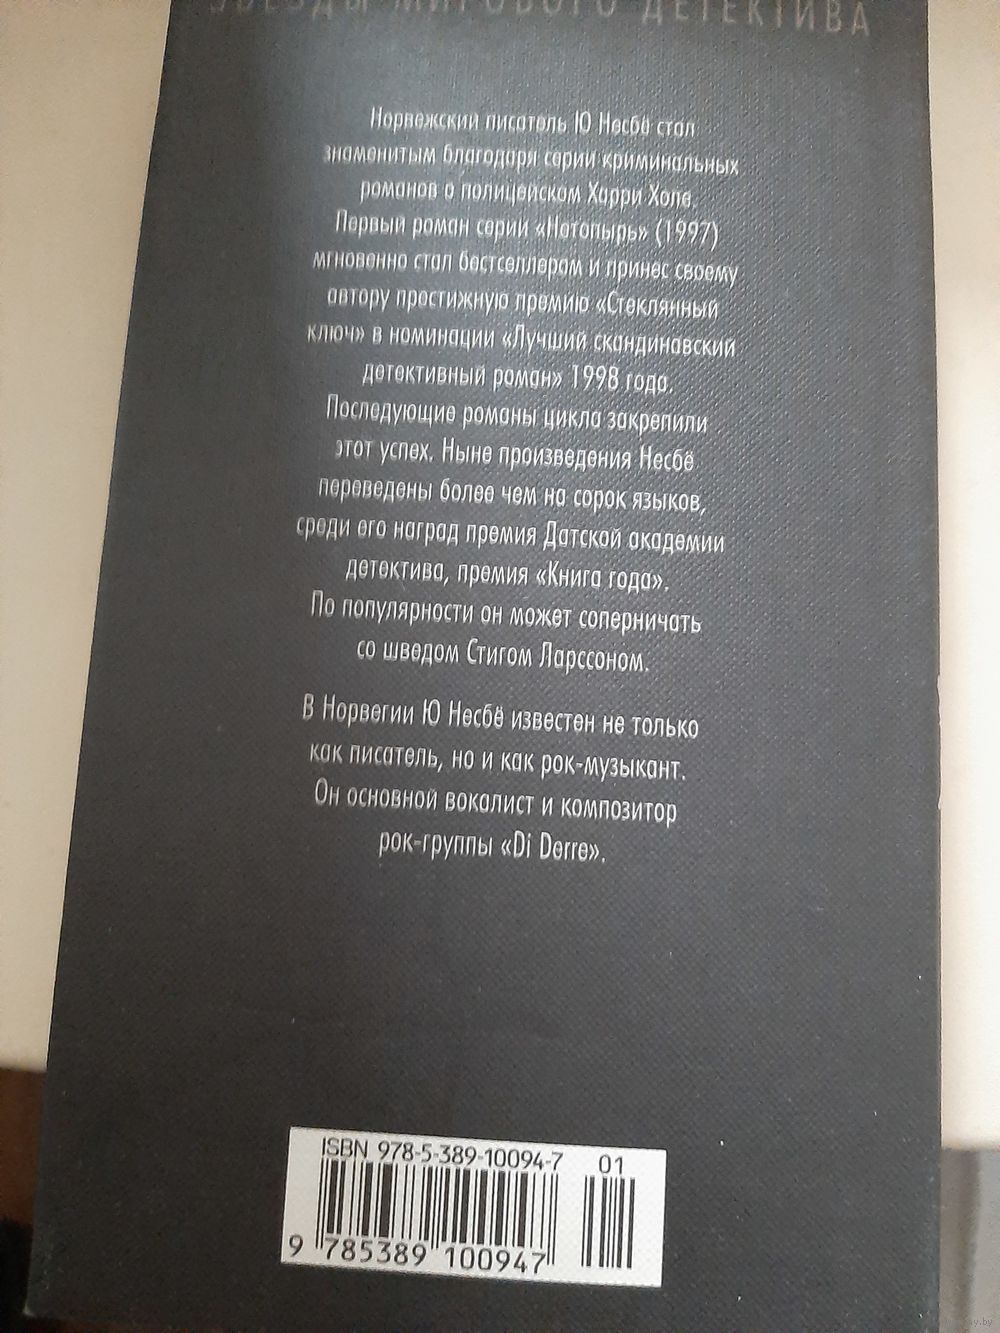 ЗВЕЗДЫ МИРОВОГО ДЕТЕКТИВА
Норвежский писатель Ю Несбё стал
знаменитым благодаря серии криминальных
романов о полицейском Харри Холе.
Первый роман серии «Нетопырь» (1997)
мгновенно стал бестселлером и принес своему
автору престижную премию «Стеклянный
ключ» в номинации «Лучший скандинавский
детективный роман» 1998 года.
Последующие романы цикла закрепили
этот успех. Ныне произведения Несбё
переведены более чем на сорок языков,
среди его наград премия Датской академии
детектива, премия «Книга года».
По популярности он может соперничать
со шведом Стигом Ларссоном.
В Норвегии Ю Несбё известен не только
как писатель, но и как рок-музыкант.
Он основной вокалист и композитор
рок-группы «Di Derre».
ISBN 978-5-389-10094-7
01
9 785389 100947